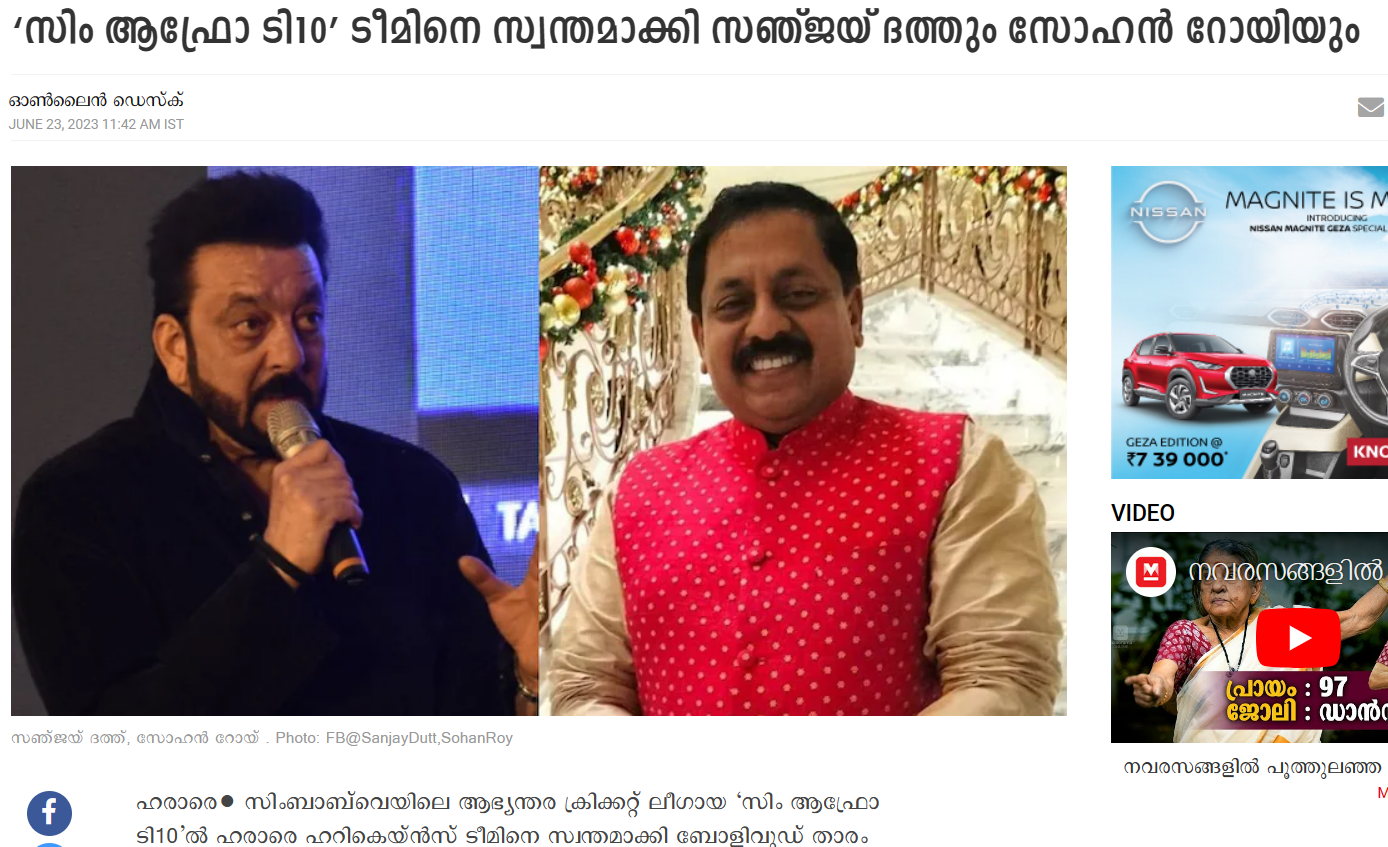 ‘സിം ആഫ്രോ ടി10’ ടീമിനെ സ്വന്തമാക്കി സഞ്ജയ് ദത്തും സോഹൻ റോയിയും
ഓൺലൈൻ ഡെസ്ക്
JUNE 23, 2023 11:42 AM IST
TA
സഞ്ജയ് ദത്ത്, സോഹൻ റോയ് . Photo: FB@SanjayDutt,SohanRoy
ഹരാരെ● സിംബാബ്‌വെയിലെ ആഭ്യന്തര ക്രിക്കറ്റ് ലീഗായ ‘സിം ആഫ്രോ
ടി10’ൽ ഹരാരെ ഹറികെയ്ൻസ് ടീമിനെ സ്വന്തമാക്കി ബോളിവുഡ് താരം
NISSAN
MAGNITE IS M
INTRODUCING
NISSAN MAGNITE GEZA SPECIAL
GEZA EDITION @
₹7 39 000*
KNO
VIDEO
M നവരസങ്ങളിൽ
പ്രായം : 97
ജോലി : ഡാൻസ
നവരസങ്ങളിൽ പൂത്തുലഞ്ഞ
M